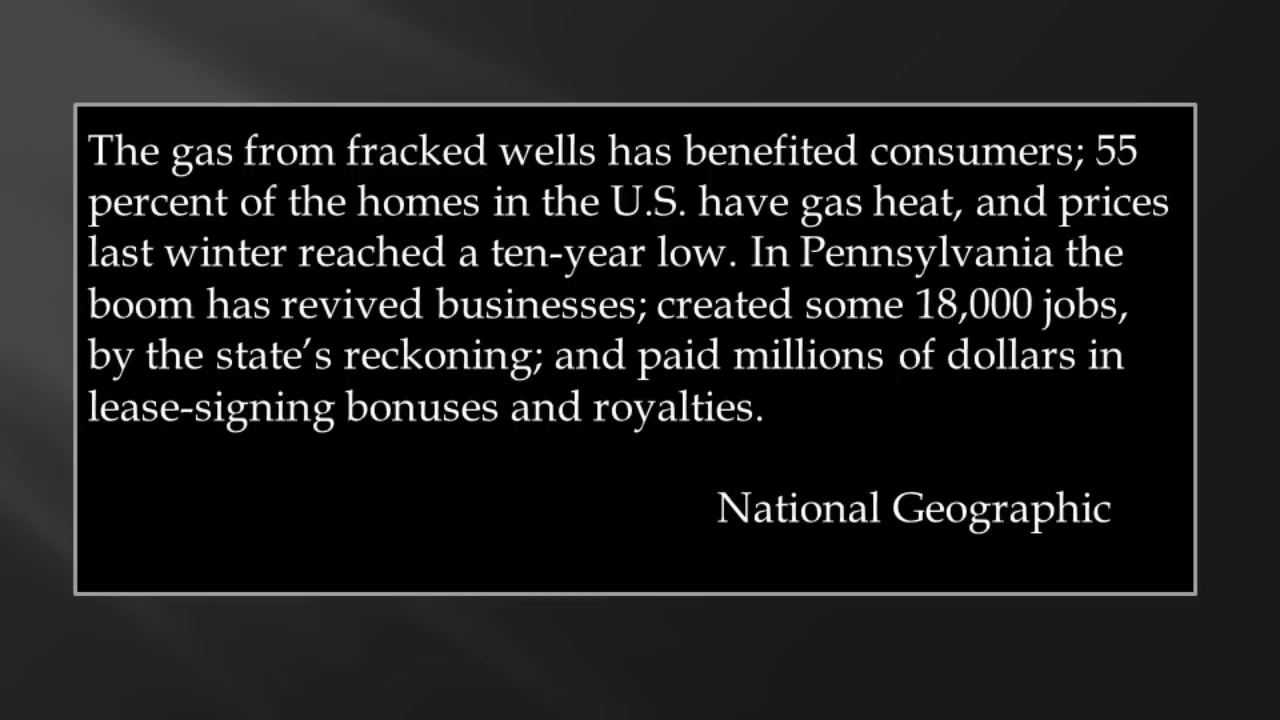 The gas from fracked wells has benefited consumers; 55
percent of the homes in the U.S. have gas heat, and prices
last winter reached a ten-year low. In Pennsylvania the
boom has revived businesses; created some 18,000 jobs,
by the state’s reckoning; and paid millions of dollars in
lease-signing bonuses and royalties.
National Geographic